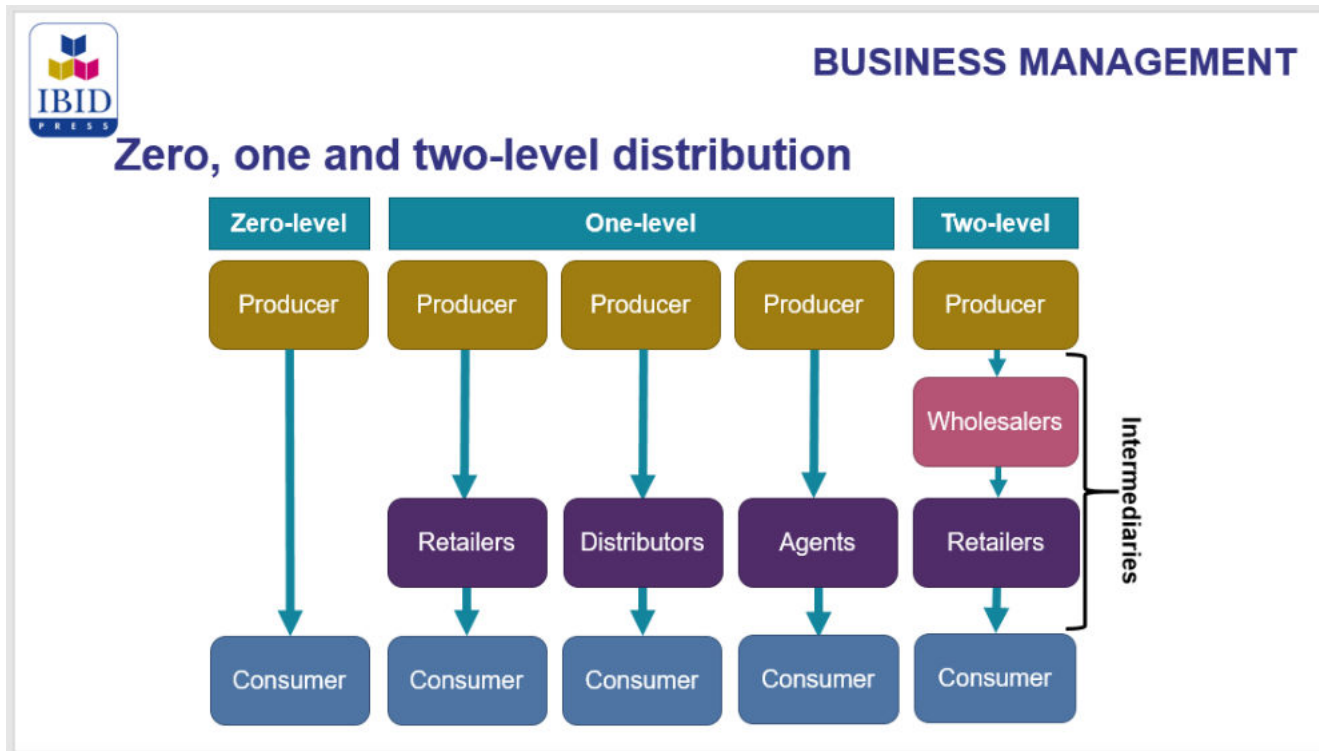 IBID
PRESS
BUSINESS MANAGEMENT
Zero, one and two-level distribution
Zero-level One-level Two-level
Producer Producer Producer Producer Producer
Wholesalers
Retailers Distributors Agents Retailers
Intermediaries
Consumer Consumer Consumer Consumer Consumer